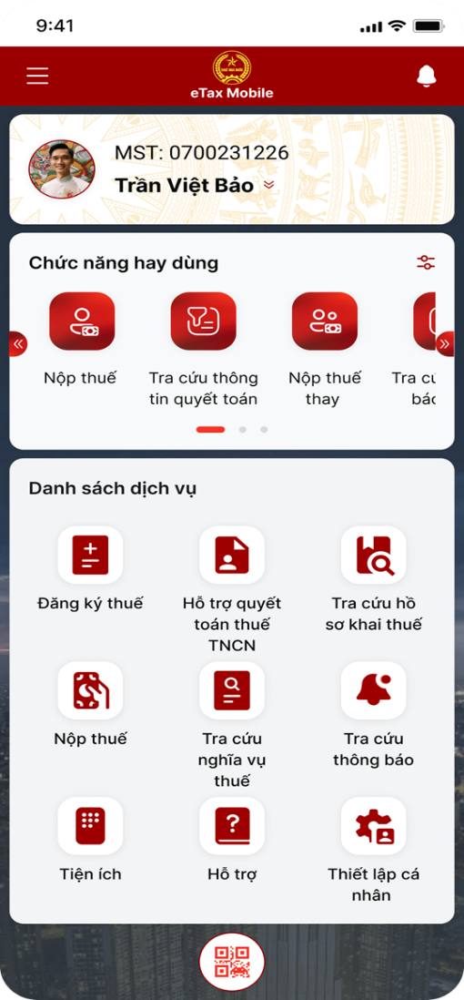 9:41
THUẾ NHÀ NƯỚC
eTax Mobile
MST: 0700231226
Trần Việt Bảo
Chức năng hay dùng
Nộp thuế
Tra cứu thông
tin quyết toán
Nộp thuế
thay
Tra
Danh sách dịch vụ
Đăng ký thuế
Hỗ trợ quyết
toán thuế
TNCN
Tra cứu hồ
sơ khai thuế
Nộp thuế
Tra cứu
nghĩa vụ
thuế
Tra cứu
thông báo
Tiện ích
Hỗ trợ
Thiết lập cá
nhân